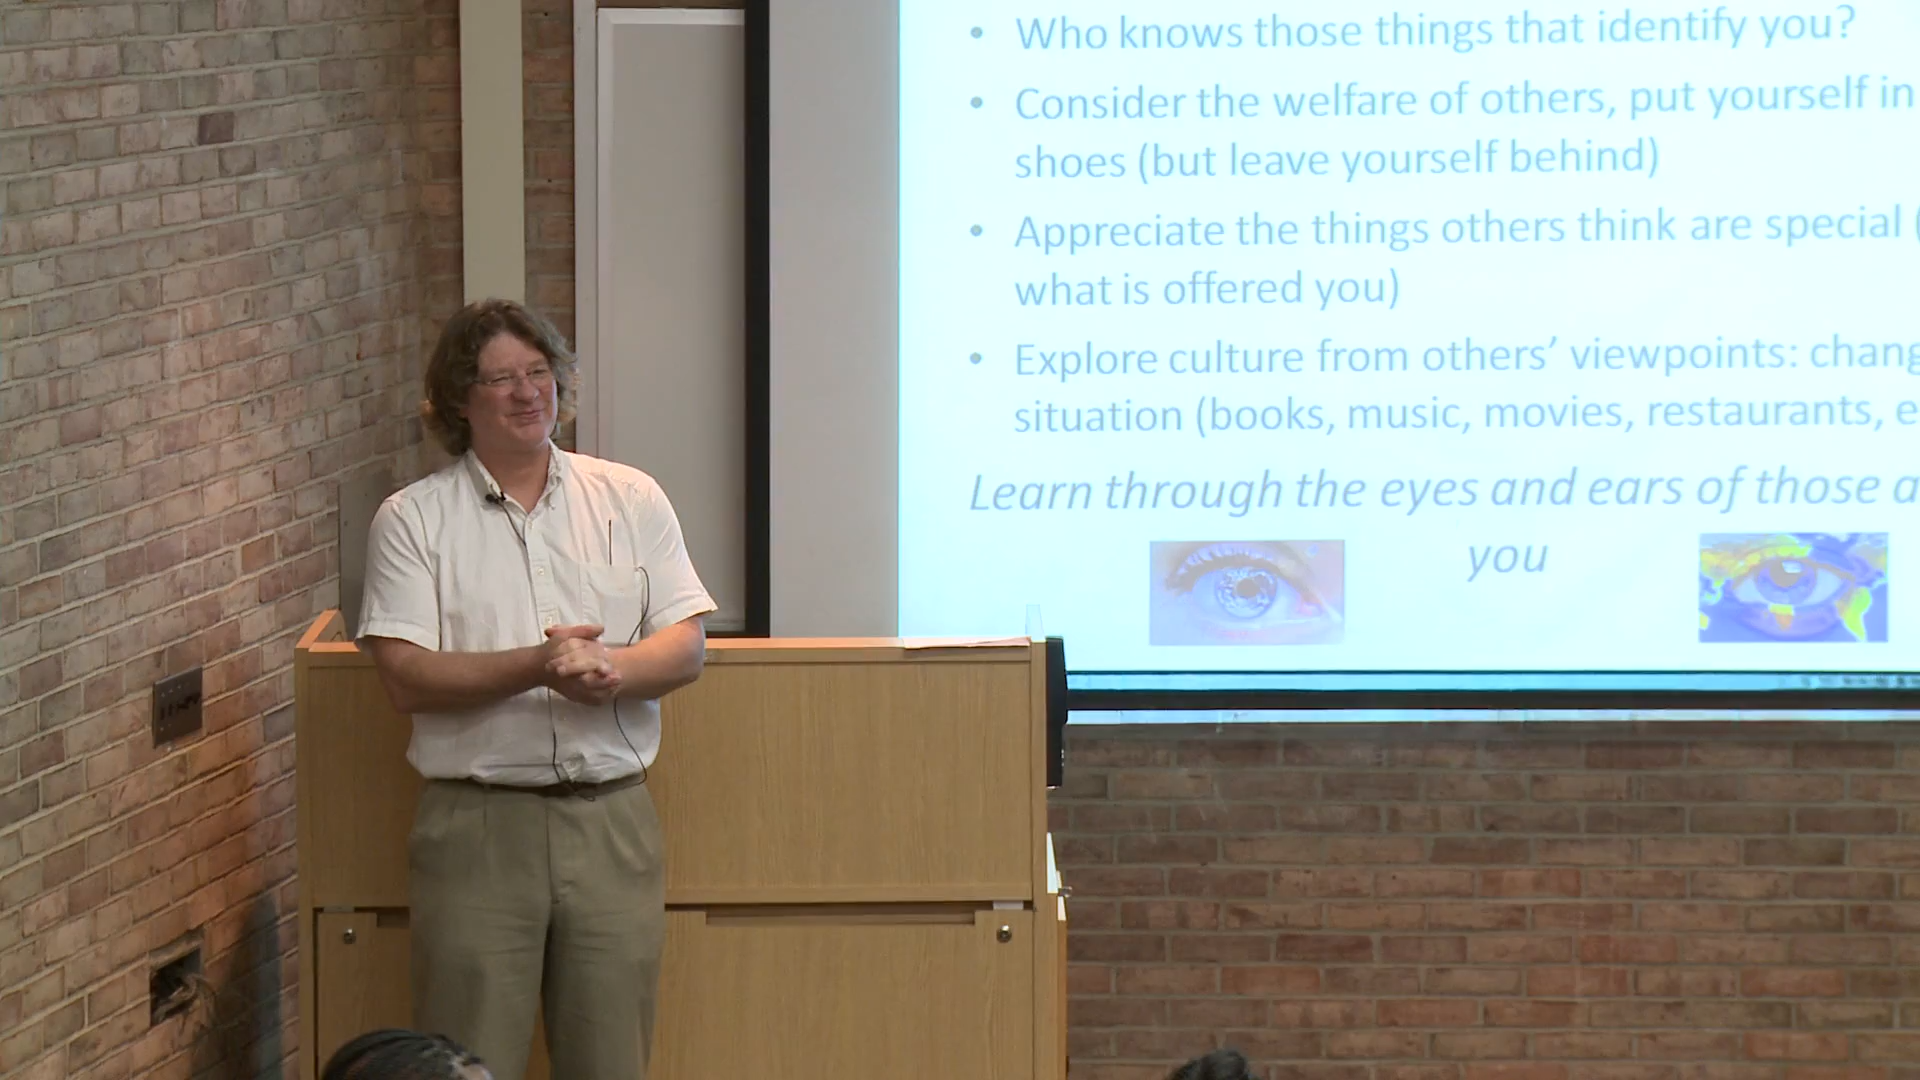 • Who knows those things that identify you?
• Consider the welfare of others, put yourself in
shoes (but leave yourself behind)
• Appreciate the things others think are special (
what is offered you)
• Explore culture from others’ viewpoints: chang
situation (books, music, movies, restaurants, e
Learn through the eyes and ears of those a
you